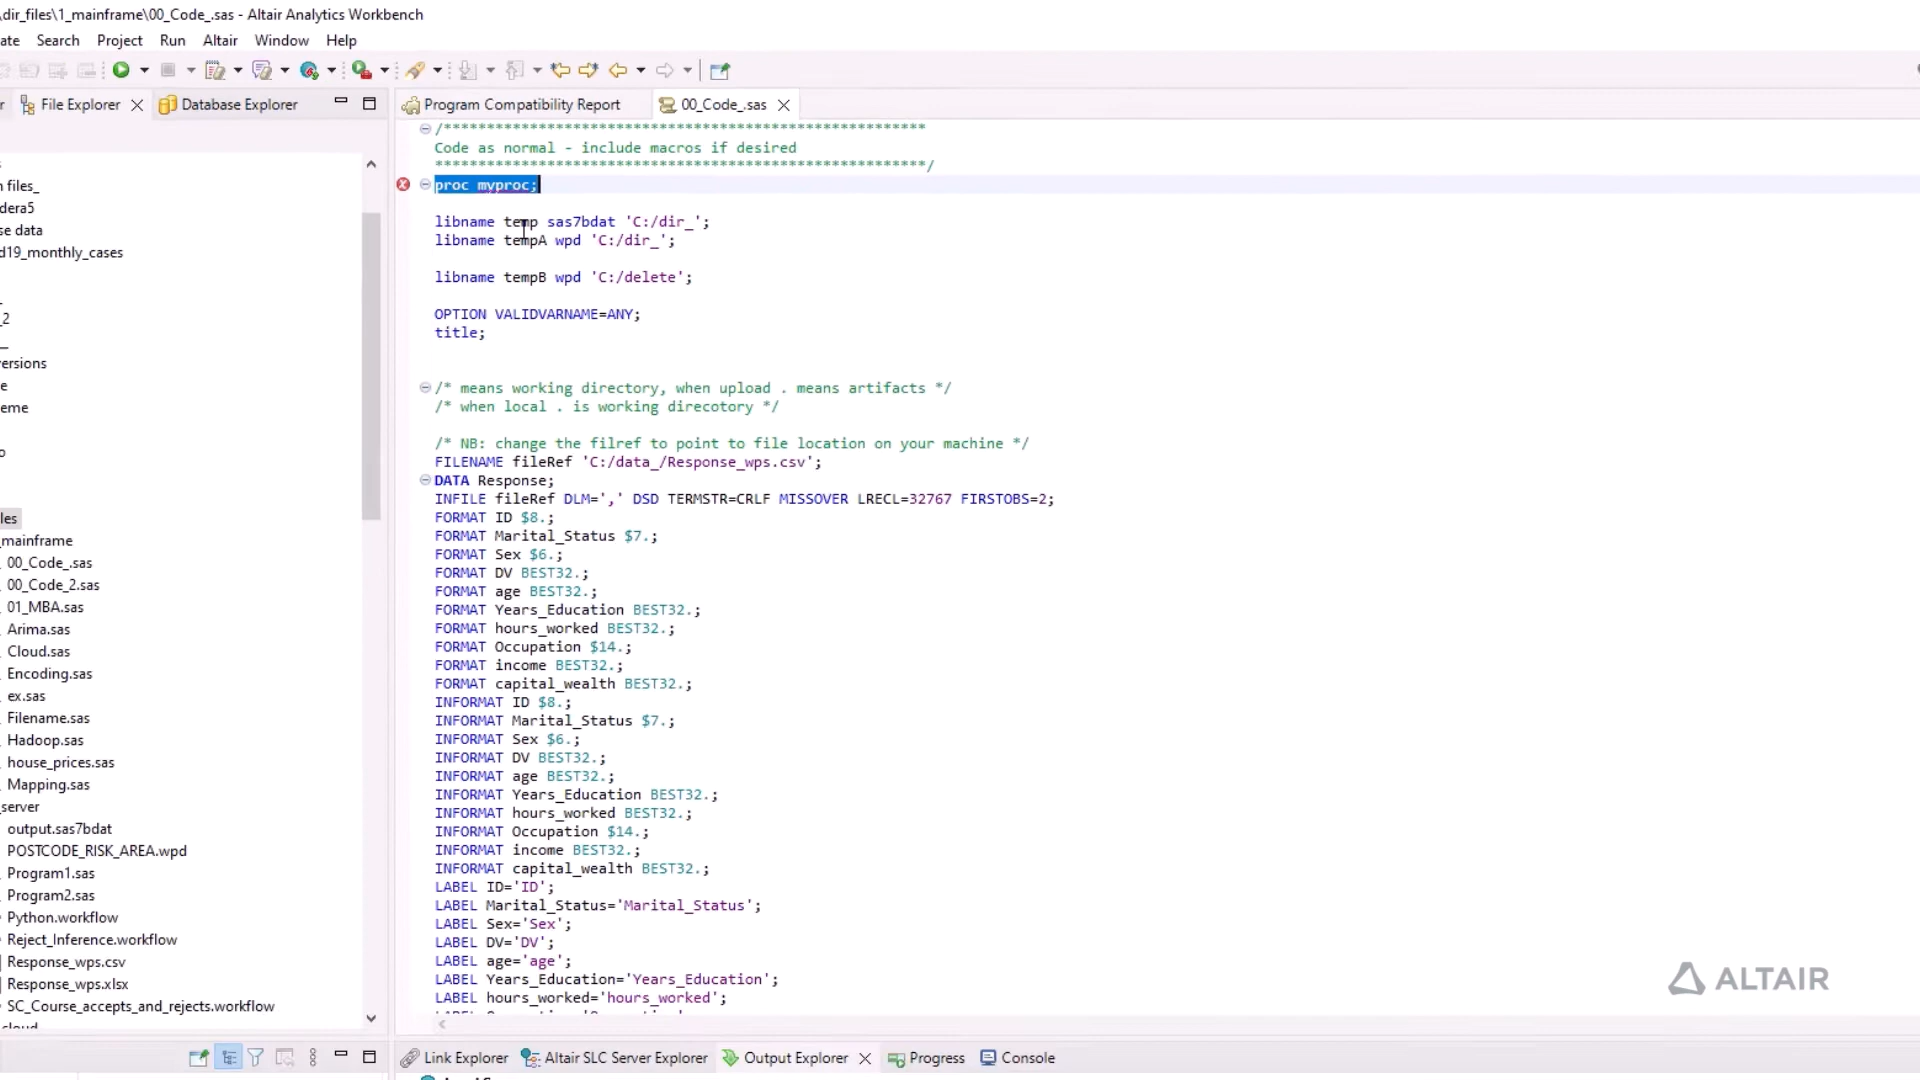 \dir_files\1_mainframe\00_Code_.sas - Altair Analytics Workbench
ate Search Project Run Altair Window Help
r File Explorer Database Explorer
Program Compatibility Report 00_Code_.sas
s
n files_
dera5
se data
d19_monthly_cases
_2
versions
e
eme
o
les
_mainframe
00_Code_.sas
00_Code_2.sas
01_MBA.sas
Arima.sas
Cloud.sas
Encoding.sas
ex.sas
Filename.sas
Hadoop.sas
house_prices.sas
Mapping.sas
_server
output.sas7bdat
POSTCODE_RISK_AREA.wpd
Program1.sas
Program2.sas
Python.workflow
Reject_Inference.workflow
Response_wps.csv
Response_wps.xlsx
SC_Course_accepts_and_rejects.workflow
cloud
/********************************************************
Code as normal - include macros if desired
*********************************************************/
proc myproc;
libname temp sas7bdat 'C:/dir_';
libname tempA wpd 'C:/dir_';
libname tempB wpd 'C:/delete';
OPTION VALIDVARNAME=ANY;
title;
/* means working directory, when upload . means artifacts */
/* when local . is working direcotory */
/* NB: change the filref to point to file location on your machine */
FILENAME fileRef 'C:/data_/Response_wps.csv';
DATA Response;
INFILE fileRef DLM=',' DSD TERMSTR=CRLF MISSOVER LRECL=32767 FIRSTOBS=2;
FORMAT ID $8.;
FORMAT Marital_Status $7.;
FORMAT Sex $6.;
FORMAT DV BEST32.;
FORMAT age BEST32.;
FORMAT Years_Education BEST32.;
FORMAT hours_worked BEST32.;
FORMAT Occupation $14.;
FORMAT income BEST32.;
FORMAT capital_wealth BEST32.;
INFORMAT ID $8.;
INFORMAT Marital_Status $7.;
INFORMAT Sex $6.;
INFORMAT DV BEST32.;
INFORMAT age BEST32.;
INFORMAT Years_Education BEST32.;
INFORMAT hours_worked BEST32.;
INFORMAT Occupation $14.;
INFORMAT income BEST32.;
INFORMAT capital_wealth BEST32.;
LABEL ID='ID';
LABEL Marital_Status='Marital_Status';
LABEL Sex='Sex';
LABEL DV='DV';
LABEL age='age';
LABEL Years_Education='Years_Education';
LABEL hours_worked='hours_worked';
ALTAIR
Link Explorer Altair SLC Server Explorer Output Explorer Progress Console